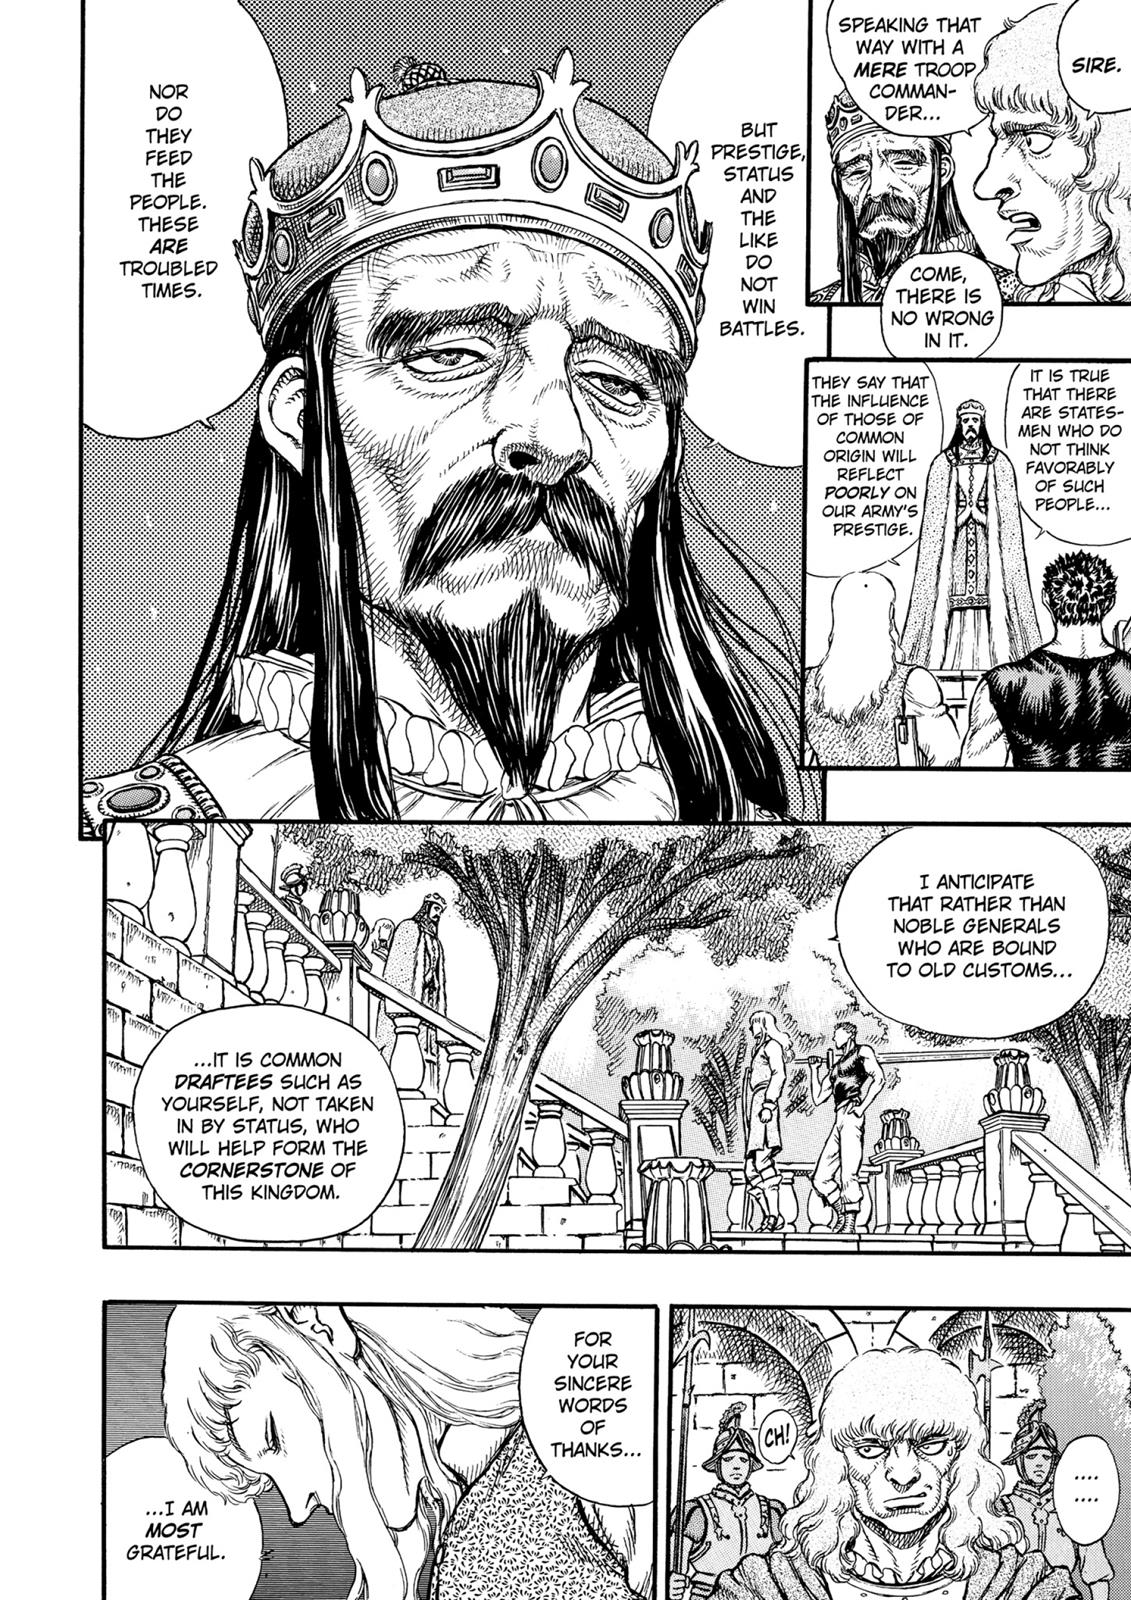 SIRE.
SPEAKING THAT
WAY WITH A
MERE TROOP
COMMAN-
DER...
COME,
THERE IS
NO WRONG
IN IT.
IT IS TRUE
THAT THERE
ARE STATES-
MEN WHO DO
NOT THINK
FAVORABLY
OF SUCH
PEOPLE...
THEY SAY THAT
THE INFLUENCE
OF THOSE OF
COMMON
ORIGIN WILL
REFLECT
POORLY ON
OUR ARMY'S
PRESTIGE.
BUT
PRESTIGE,
STATUS
AND
THE
LIKE
DO
NOT
WIN
BATTLES.
NOR
DO
THEY
FEED
THE
PEOPLE.
THESE
ARE
TROUBLED
TIMES.
I ANTICIPATE
THAT RATHER THAN
NOBLE GENERALS
WHO ARE BOUND
TO OLD CUSTOMS...
...IT IS COMMON
DRAFTEES SUCH AS
YOURSELF, NOT TAKEN
IN BY STATUS, WHO
WILL HELP FORM THE
CORNERSTONE OF
THIS KINGDOM.
....
....
CH!
FOR
YOUR
SINCERE
WORDS
OF
THANKS...
...I AM
MOST
GRATEFUL.